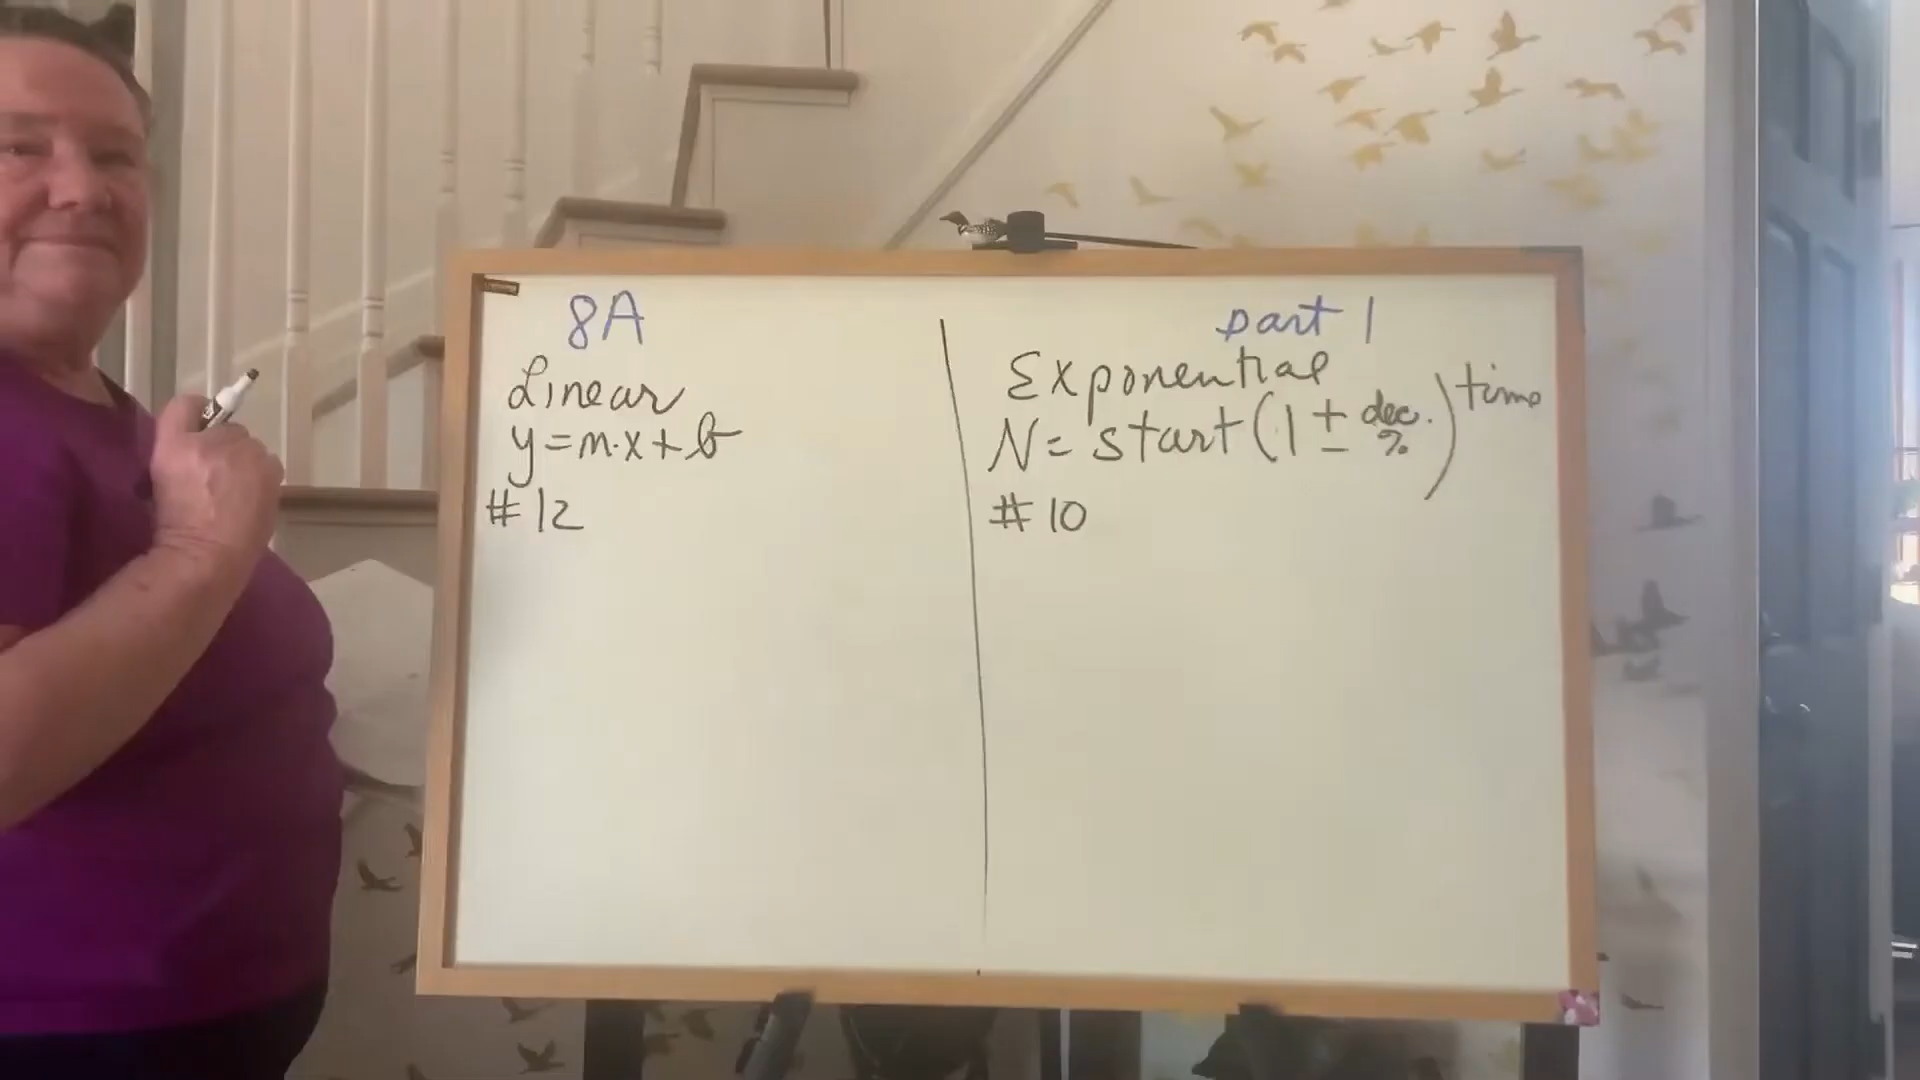 8A
Linear
y = m·x + b
#12
part 1
Exponential
N = start (1 ± dec. %)^time
#10